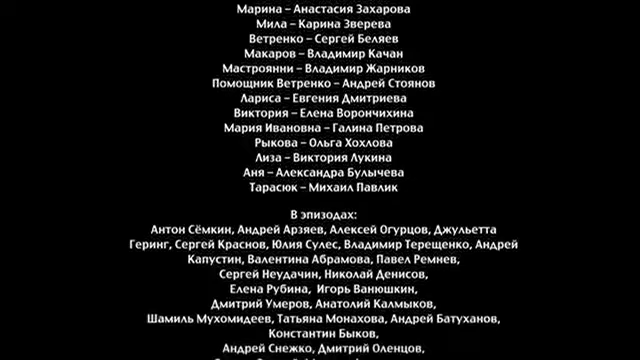 Марина – Анастасия Захарова
Мила – Карина Зверева
Ветренко – Сергей Беляев
Макаров – Владимир Качан
Мастроянни – Владимир Жарников
Помощник Ветренко – Андрей Стоянов
Лариса – Евгения Дмитриева
Виктория – Елена Ворончихина
Мария Ивановна – Галина Петрова
Рыкова – Ольга Хохлова
Лиза – Виктория Лукина
Аня – Александра Булычева
Тарасюк – Михаил Павлик
В эпизодах:
Антон Сёмкин, Андрей Арзяев, Алексей Огурцов, Джульетта
Геринг, Сергей Краснов, Юлия Сулес, Владимир Терещенко, Андрей
Капустин, Валентина Абрамова, Павел Ремнев,
Сергей Неудачин, Николай Денисов,
Елена Рубина, Игорь Ванюшкин,
Дмитрий Умеров, Анатолий Калмыков,
Шамиль Мухомидеев, Татьяна Монахова, Андрей Батуханов,
Константин Быков,
Андрей Снежко, Дмитрий Оленцов,